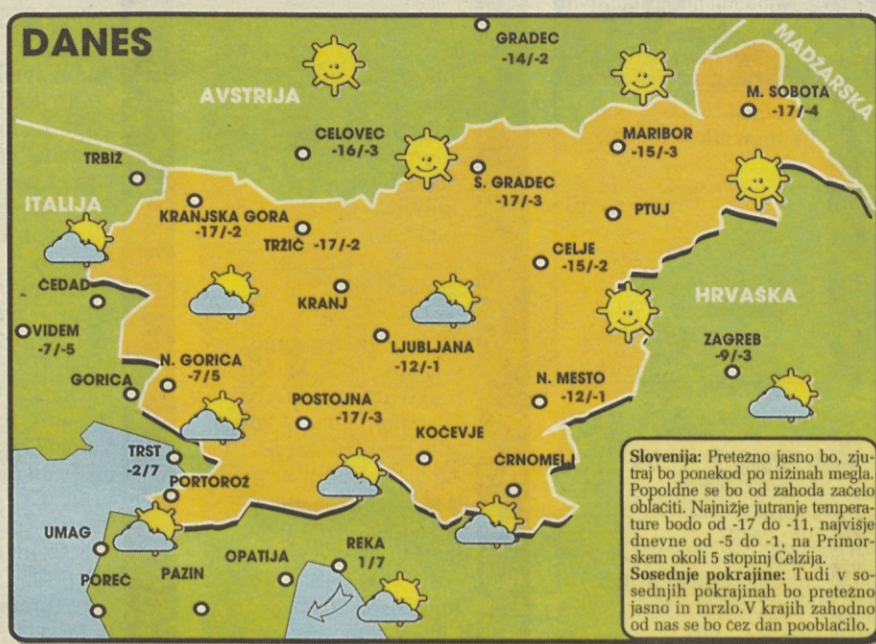 DANES
GRADEC
-14/-2
MADŽARSKA
AVSTRIJA
M. SOBOTA
-17/-4
CELOVEC
-16/-3
MARIBOR
-15/-3
TRBIŽ
S. GRADEC
-17/-3
ITALIJA
KRANJSKA GORA
-17/-2
TRŽIČ -17/-2
PTUJ
CELJE
-15/-2
ČEDAD
KRANJ
HRVAŠKA
VIDEM
-7/-5
LJUBLJANA
-12/-1
ZAGREB
-9/-3
N. GORICA
-7/5
GORICA
POSTOJNA
-17/-3
N. MESTO
-12/-1
KOČEVJE
TRST
-2/7
ČRNOMELJ
PORTOROŽ
UMAG
OPATIJA
REKA
1/7
POREČ
PAZIN
Slovenija: Pretežno jasno bo, zju-
traj bo ponekod po nižinah megla.
Popoldne se bo od zahoda začelo
oblačiti. Najnižje jutranje tempera-
ture bodo od -17 do -11, najvišje
dnevne od -5 do -1, na Primor-
skem okoli 5 stopinj Celzija.
Sosednje pokrajine: Tudi v so-
sednjih pokrajinah bo pretežno
jasno in mrzlo. V krajih zahodno
od nas se bo čez dan pooblačilo.